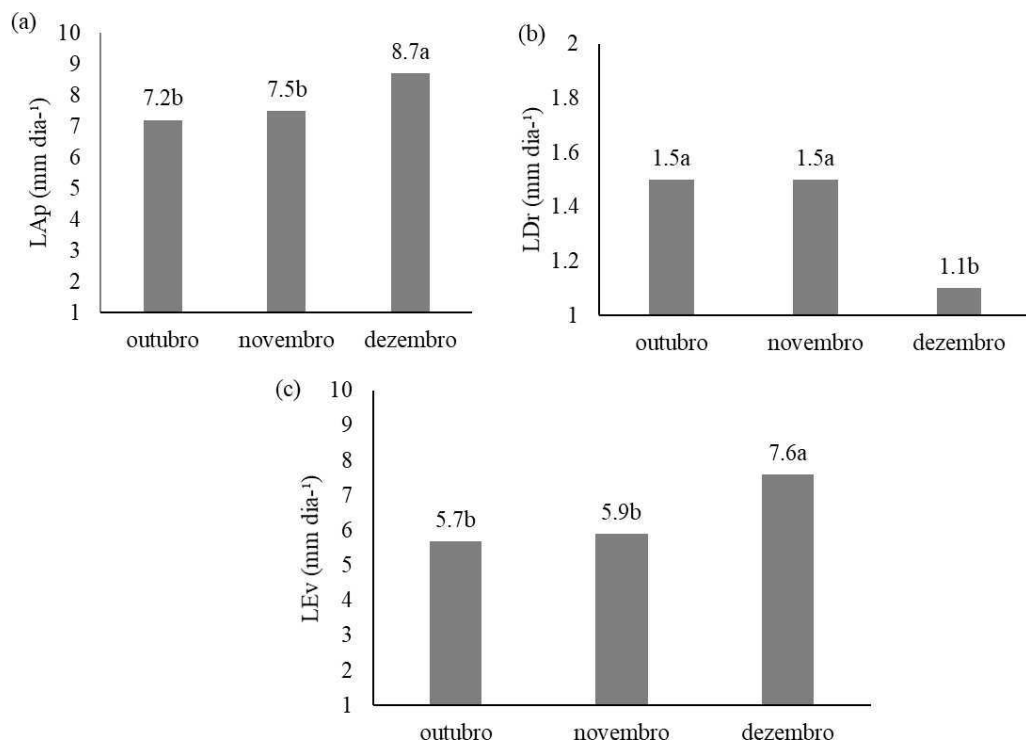 (a)
LAp (mm dia-¹)
10
9
8
7
6
5
4
3
2
1
7.2b
7.5b
8.7a
outubro novembro dezembro
(b)
LDr (mm dia-¹)
2
1.8
1.6
1.4
1.2
1
1.5a
1.5a
1.1b
outubro novembro dezembro
(c)
LEv (mm dia-¹)
10
9
8
7
6
5
4
3
2
1
5.7b
5.9b
7.6a
outubro novembro dezembro